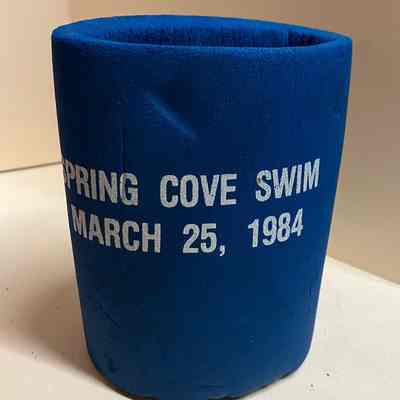 SPRING COVE SWIM
MARCH 25, 1984